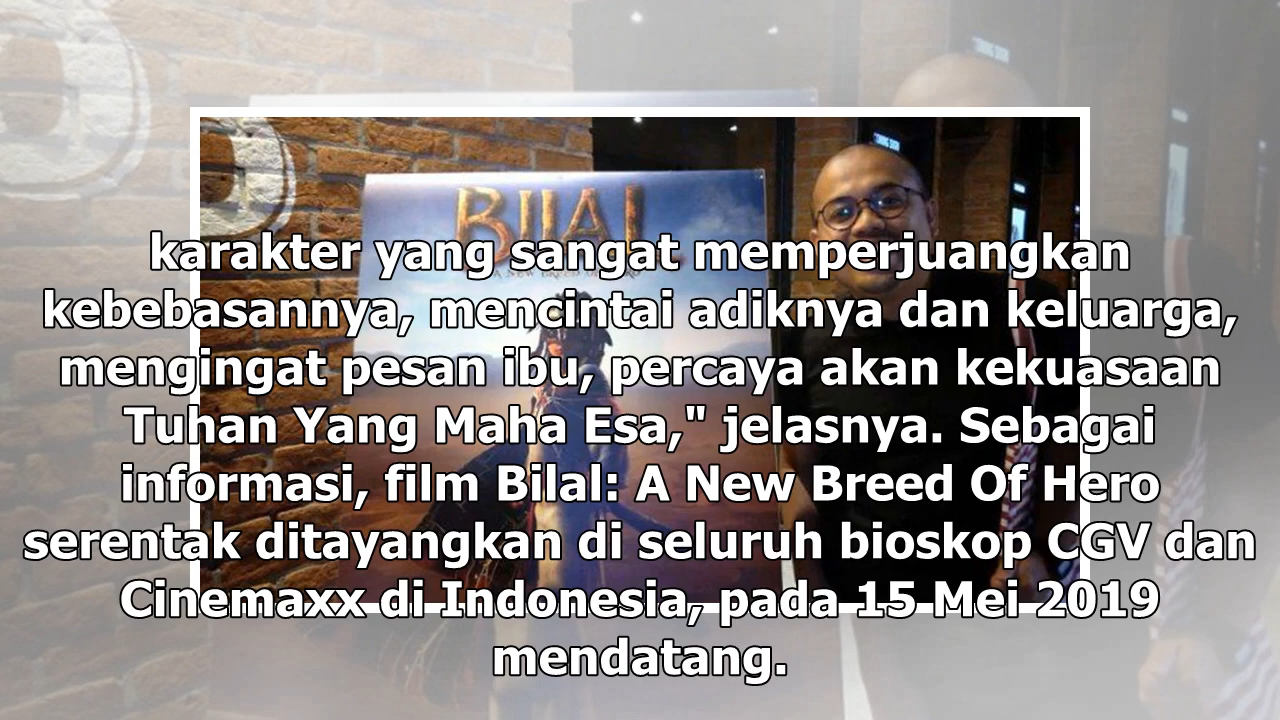 BILAL
karakter yang sangat memperjuangkan
kebebasannya, mencintai adiknya dan keluarga,
mengingat pesan ibu, percaya akan kekuasaan
Tuhan Yang Maha Esa," jelasnya. Sebagai
informasi, film Bilal: A New Breed Of Hero
serentak ditayangkan di seluruh bioskop CGV dan
Cinemaxx di Indonesia, pada 15 Mei 2019
mendatang.